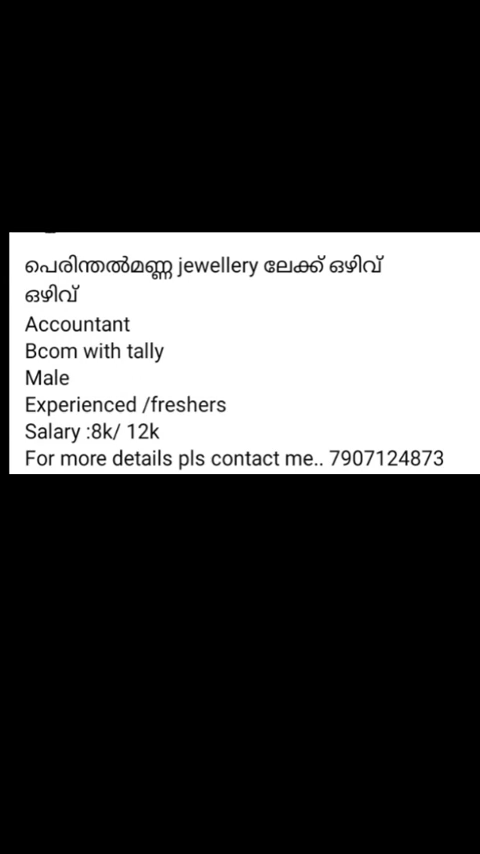 പെരിന്തൽമണ്ണ jewellery ലേക്ക് ഒഴിവ്
ഒഴിവ്
Accountant
Bcom with tally
Male
Experienced /freshers
Salary :8k/ 12k
For more details pls contact me.. 7907124873